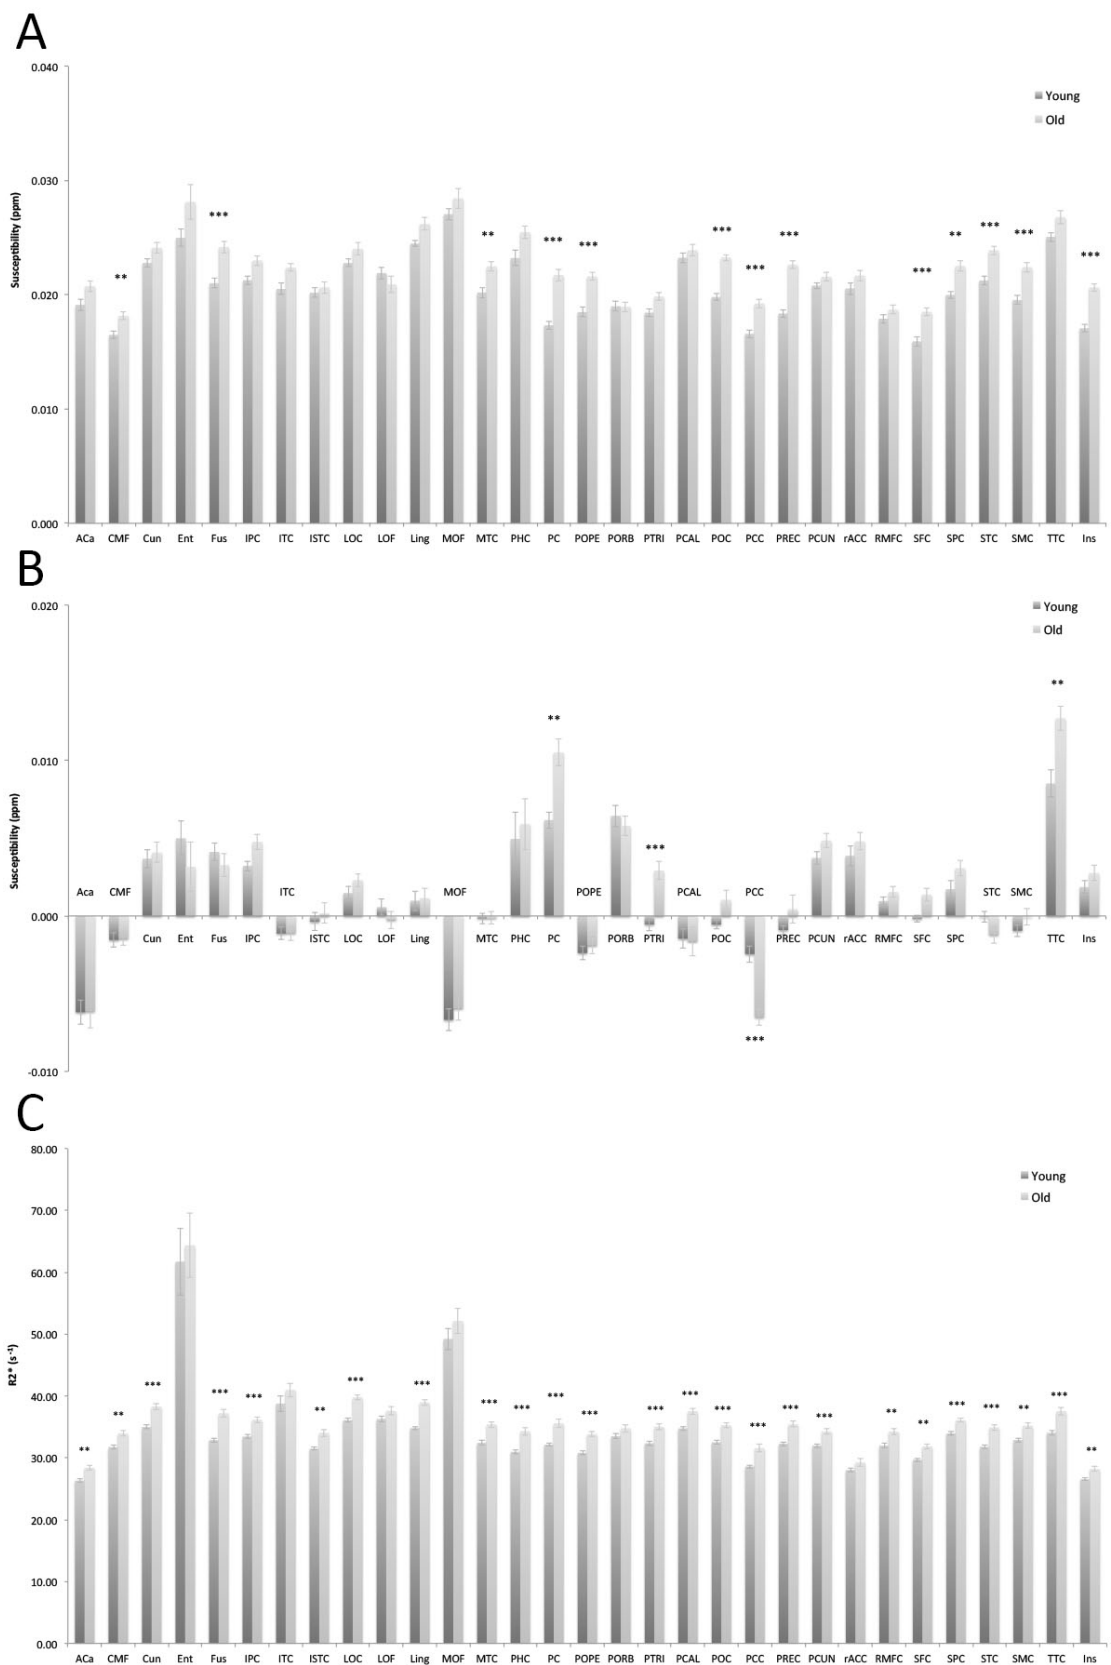 A
0.040
Young
Old
0.030
***
**
**
***
***
***
***
***
***
**
***
***
***
Susceptibility (ppm)
0.020
0.010
0.000
ACa CMF Cun Ent Fus IPC ITC ISTC LOC LOF Ling MOF MTC PHC PC POPE PORB PTRI PCAL POC PCC PREC PCUN rACC RMFC SFC SPC STC SMC TTC Ins
B
0.020
Young
Old
**
**
0.010
Susceptibility (ppm)
***
Aca CMF ITC MOF POPE PCAL PCC STC SMC
0.000
Cun Ent Fus IPC ISTC LOC LOF Ling MTC PHC PC PORB PTRI POC PREC PCUN rACC RMFC SFC SPC TTC Ins
***
-0.010
C
80.00
Young
Old
70.00
60.00
50.00
R2* (s⁻¹)
40.00
** ** *** *** *** ** *** *** *** *** *** *** *** *** *** *** *** *** ** ** *** *** ** *** **
30.00
20.00
10.00
0.00
ACa CMF Cun Ent Fus IPC ITC ISTC LOC LOF Ling MOF MTC PHC PC POPE PORB PTRI PCAL POC PCC PREC PCUN rACC RMFC SFC SPC STC SMC TTC Ins